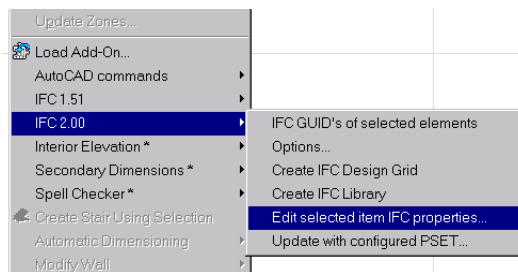 Update Zones...
Load Add-On...
AutoCAD commands
IFC 1.51
IFC 2.00
Interior Elevation *
Secondary Dimensions *
Spell Checker *
Create Stair Using Selection
Automatic Dimensioning
Modify Wall
IFC GUID's of selected elements
Options...
Create IFC Design Grid
Create IFC Library
Edit selected item IFC properties...
Update with configured PSET...